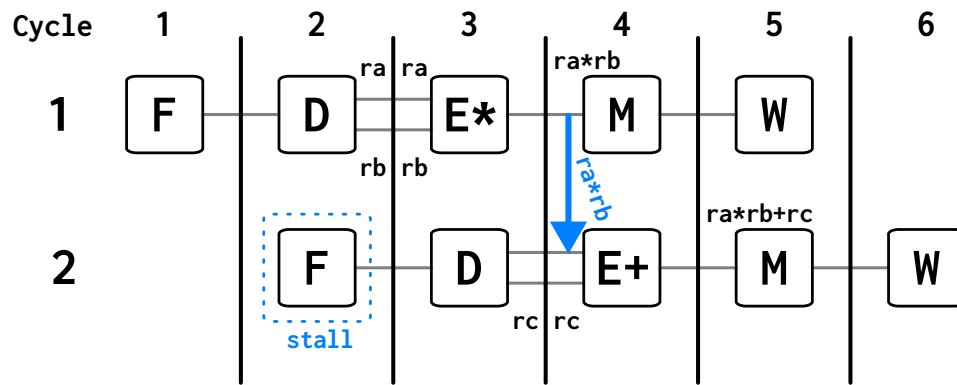 Cycle 1 2 3 4 5 6
ra ra ra*rb
1 F D E* M W
rb rb
ra*rb
ra*rb+rc
2 F D E+ M W
rc rc
stall